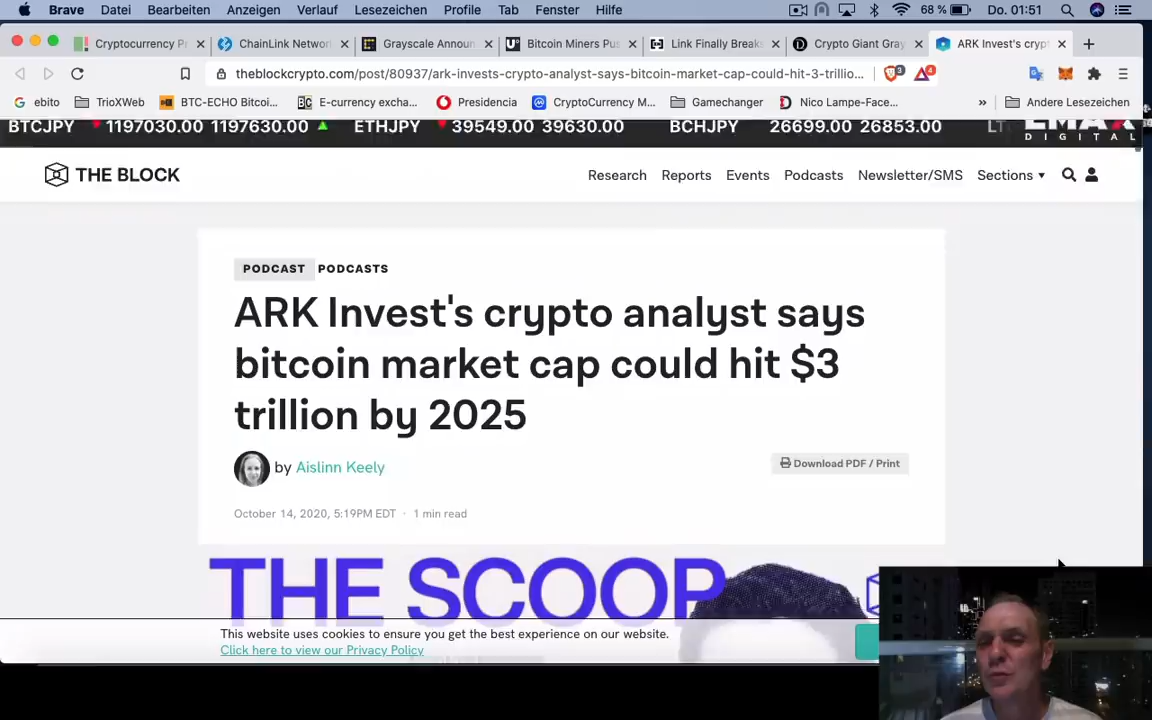 Brave Datei Bearbeiten Anzeigen Verlauf Lesezeichen Profile Tab Fenster Hilfe 68 % Do. 01:51
Cryptocurrency P ChainLink Networ Grayscale Announ Bitcoin Miners Pus Link Finally Breaks Crypto Giant Gray ARK Invest's crypt
theblockcrypto.com/post/80937/ark-invests-crypto-analyst-says-bitcoin-market-cap-could-hit-3-trillio... 3 4
ebito TrioXWeb BTC-ECHO Bitcoi... E-currency excha... Presidencia CryptoCurrency M... Gamechanger Nico Lampe-Face... » Andere Lesezeichen
BTCJPY 1197030.00 1197630.00 ETHJPY 39549.00 39630.00 BCHJPY 26699.00 26853.00 LT
DIGITAL
THE BLOCK Research Reports Events Podcasts Newsletter/SMS Sections
PODCAST PODCASTS
ARK Invest's crypto analyst says
bitcoin market cap could hit $3
trillion by 2025
by Aislinn Keely
Download PDF / Print
October 14, 2020, 5:19PM EDT · 1 min read
THE SCOOP
This website uses cookies to ensure you get the best experience on our website.
Click here to view our Privacy Policy